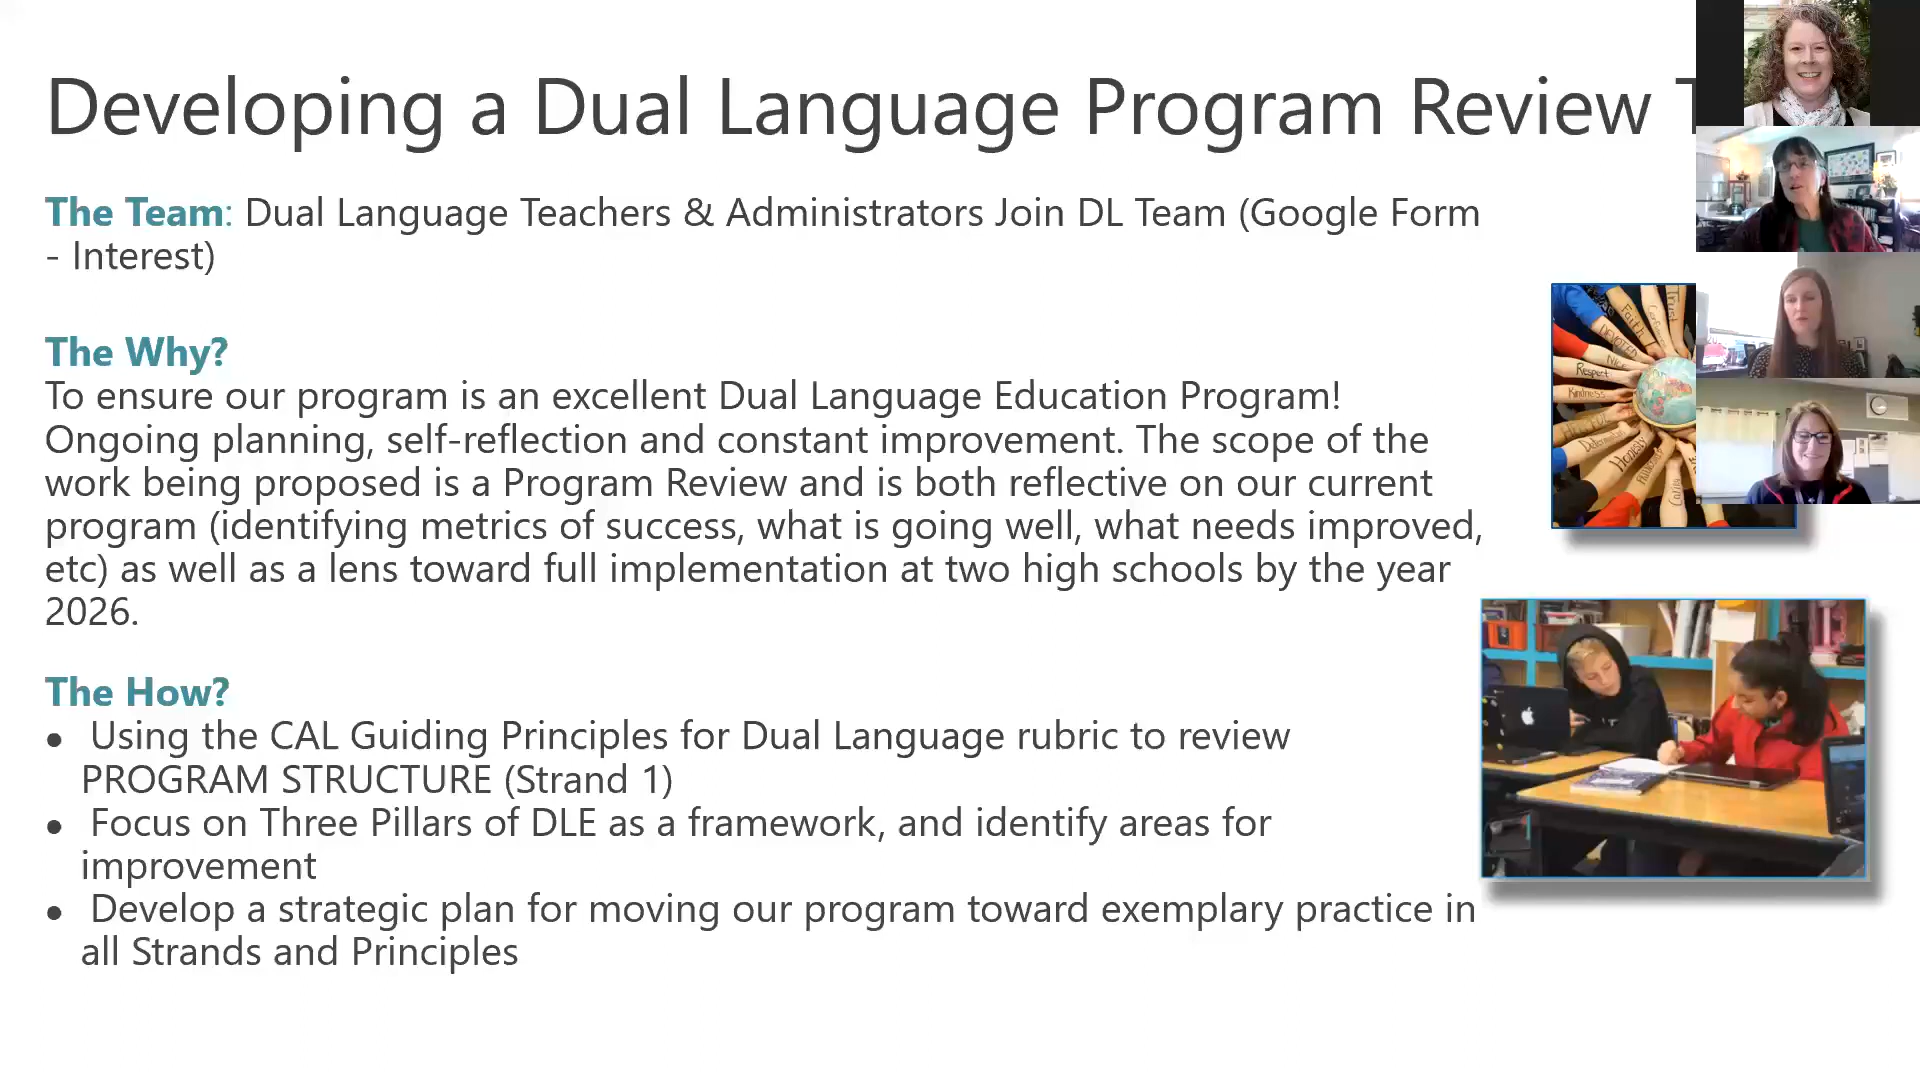 Developing a Dual Language Program Review T
The Team: Dual Language Teachers & Administrators Join DL Team (Google Form
- Interest)
The Why?
To ensure our program is an excellent Dual Language Education Program!
Ongoing planning, self-reflection and constant improvement. The scope of the
work being proposed is a Program Review and is both reflective on our current
program (identifying metrics of success, what is going well, what needs improved,
etc) as well as a lens toward full implementation at two high schools by the year
2026.
The How?
● Using the CAL Guiding Principles for Dual Language rubric to review
PROGRAM STRUCTURE (Strand 1)
● Focus on Three Pillars of DLE as a framework, and identify areas for
improvement
● Develop a strategic plan for moving our program toward exemplary practice in
all Strands and Principles
Trust
Faith
DEVOTED
Nice
Respect
Kindness
Honesty
Caring